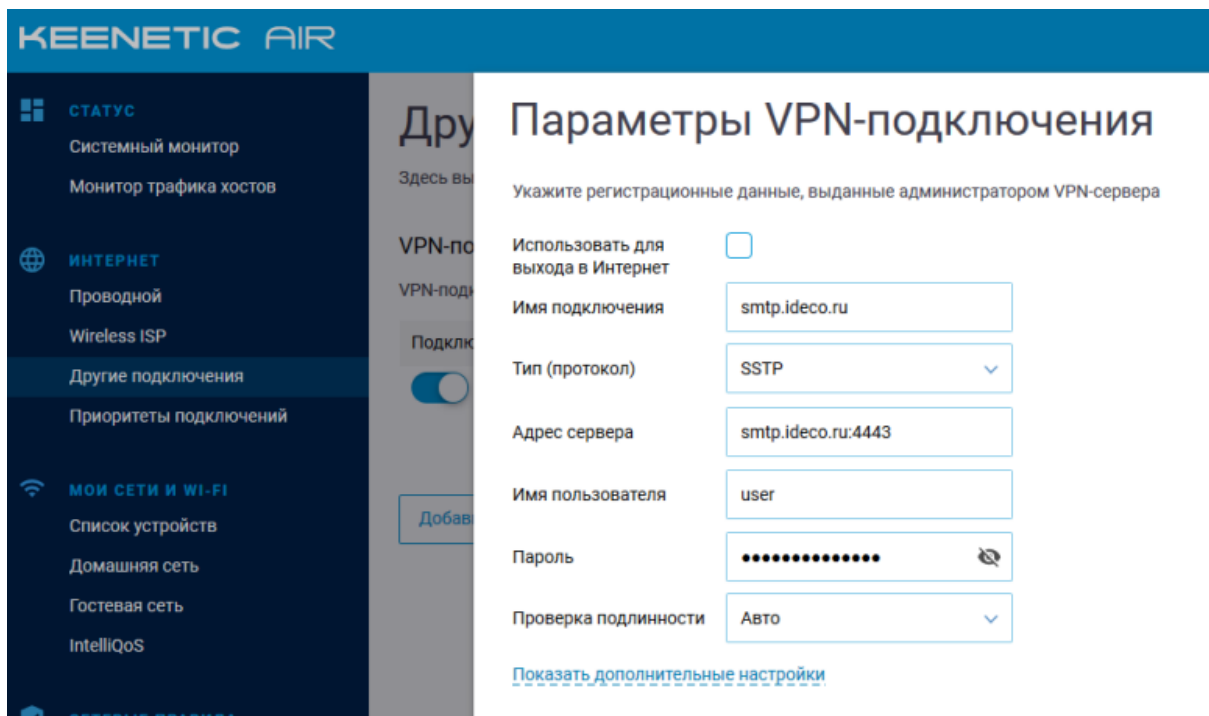 KEENETIC AIR
СТАТУС
Системный монитор
Монитор трафика хостов
ИНТЕРНЕТ
Проводной
Wireless ISP
Другие подключения
Приоритеты подключений
МОИ СЕТИ И WI-FI
Список устройств
Домашняя сеть
Гостевая сеть
IntelliQoS
Дру
Здесь вы
VPN-по
VPN-подк
Подклю
Добав
Параметры VPN-подключения
Укажите регистрационные данные, выданные администратором VPN-сервера
Использовать для
выхода в Интернет
Имя подключения
smtp.ideco.ru
Тип (протокол)
SSTP
Адрес сервера
smtp.ideco.ru:4443
Имя пользователя
user
Пароль
••••••••••••••
Проверка подлинности
Авто
Показать дополнительные настройки